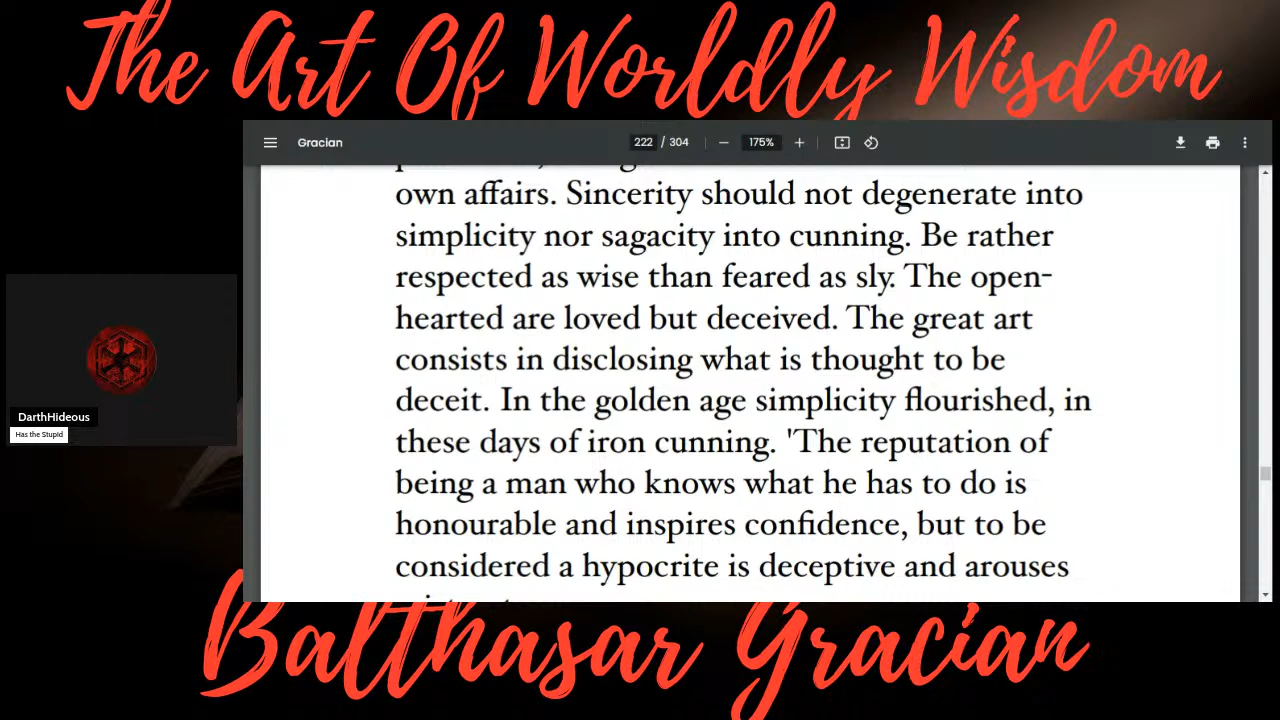 The Art Of Worldly Wisdom
Gracian
222 / 304
175%
own affairs. Sincerity should not degenerate into
simplicity nor sagacity into cunning. Be rather
respected as wise than feared as sly. The open-
hearted are loved but deceived. The great art
consists in disclosing what is thought to be
deceit. In the golden age simplicity flourished, in
these days of iron cunning. 'The reputation of
being a man who knows what he has to do is
honourable and inspires confidence, but to be
considered a hypocrite is deceptive and arouses
DarthHideous
Has the Stupid
Balthasar Gracian